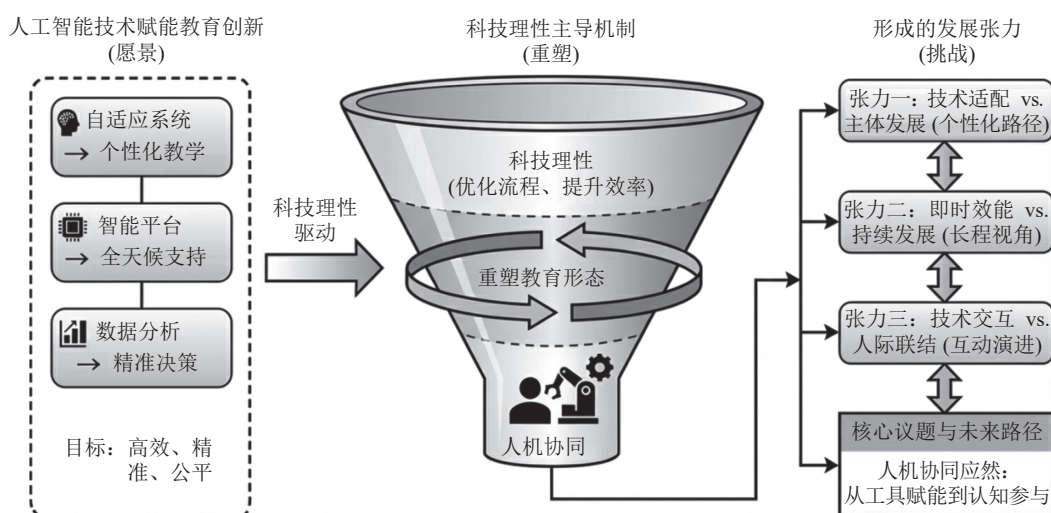 人工智能技术赋能教育创新
(愿景)
自适应系统
→ 个性化教学
智能平台
→ 全天候支持
数据分析
→ 精准决策
目标：高效、精
准、公平
科技理性
驱动
科技理性主导机制
(重塑)
科技理性
(优化流程、提升效率)
重塑教育形态
人机协同
形成的发展张力
(挑战)
张力一：技术适配 vs.
主体发展 (个性化路径)
张力二：即时效能 vs.
持续发展 (长程视角)
张力三：技术交互 vs.
人际联结 (互动演进)
核心议题与未来路径
人机协同应然：
从工具赋能到认知参与